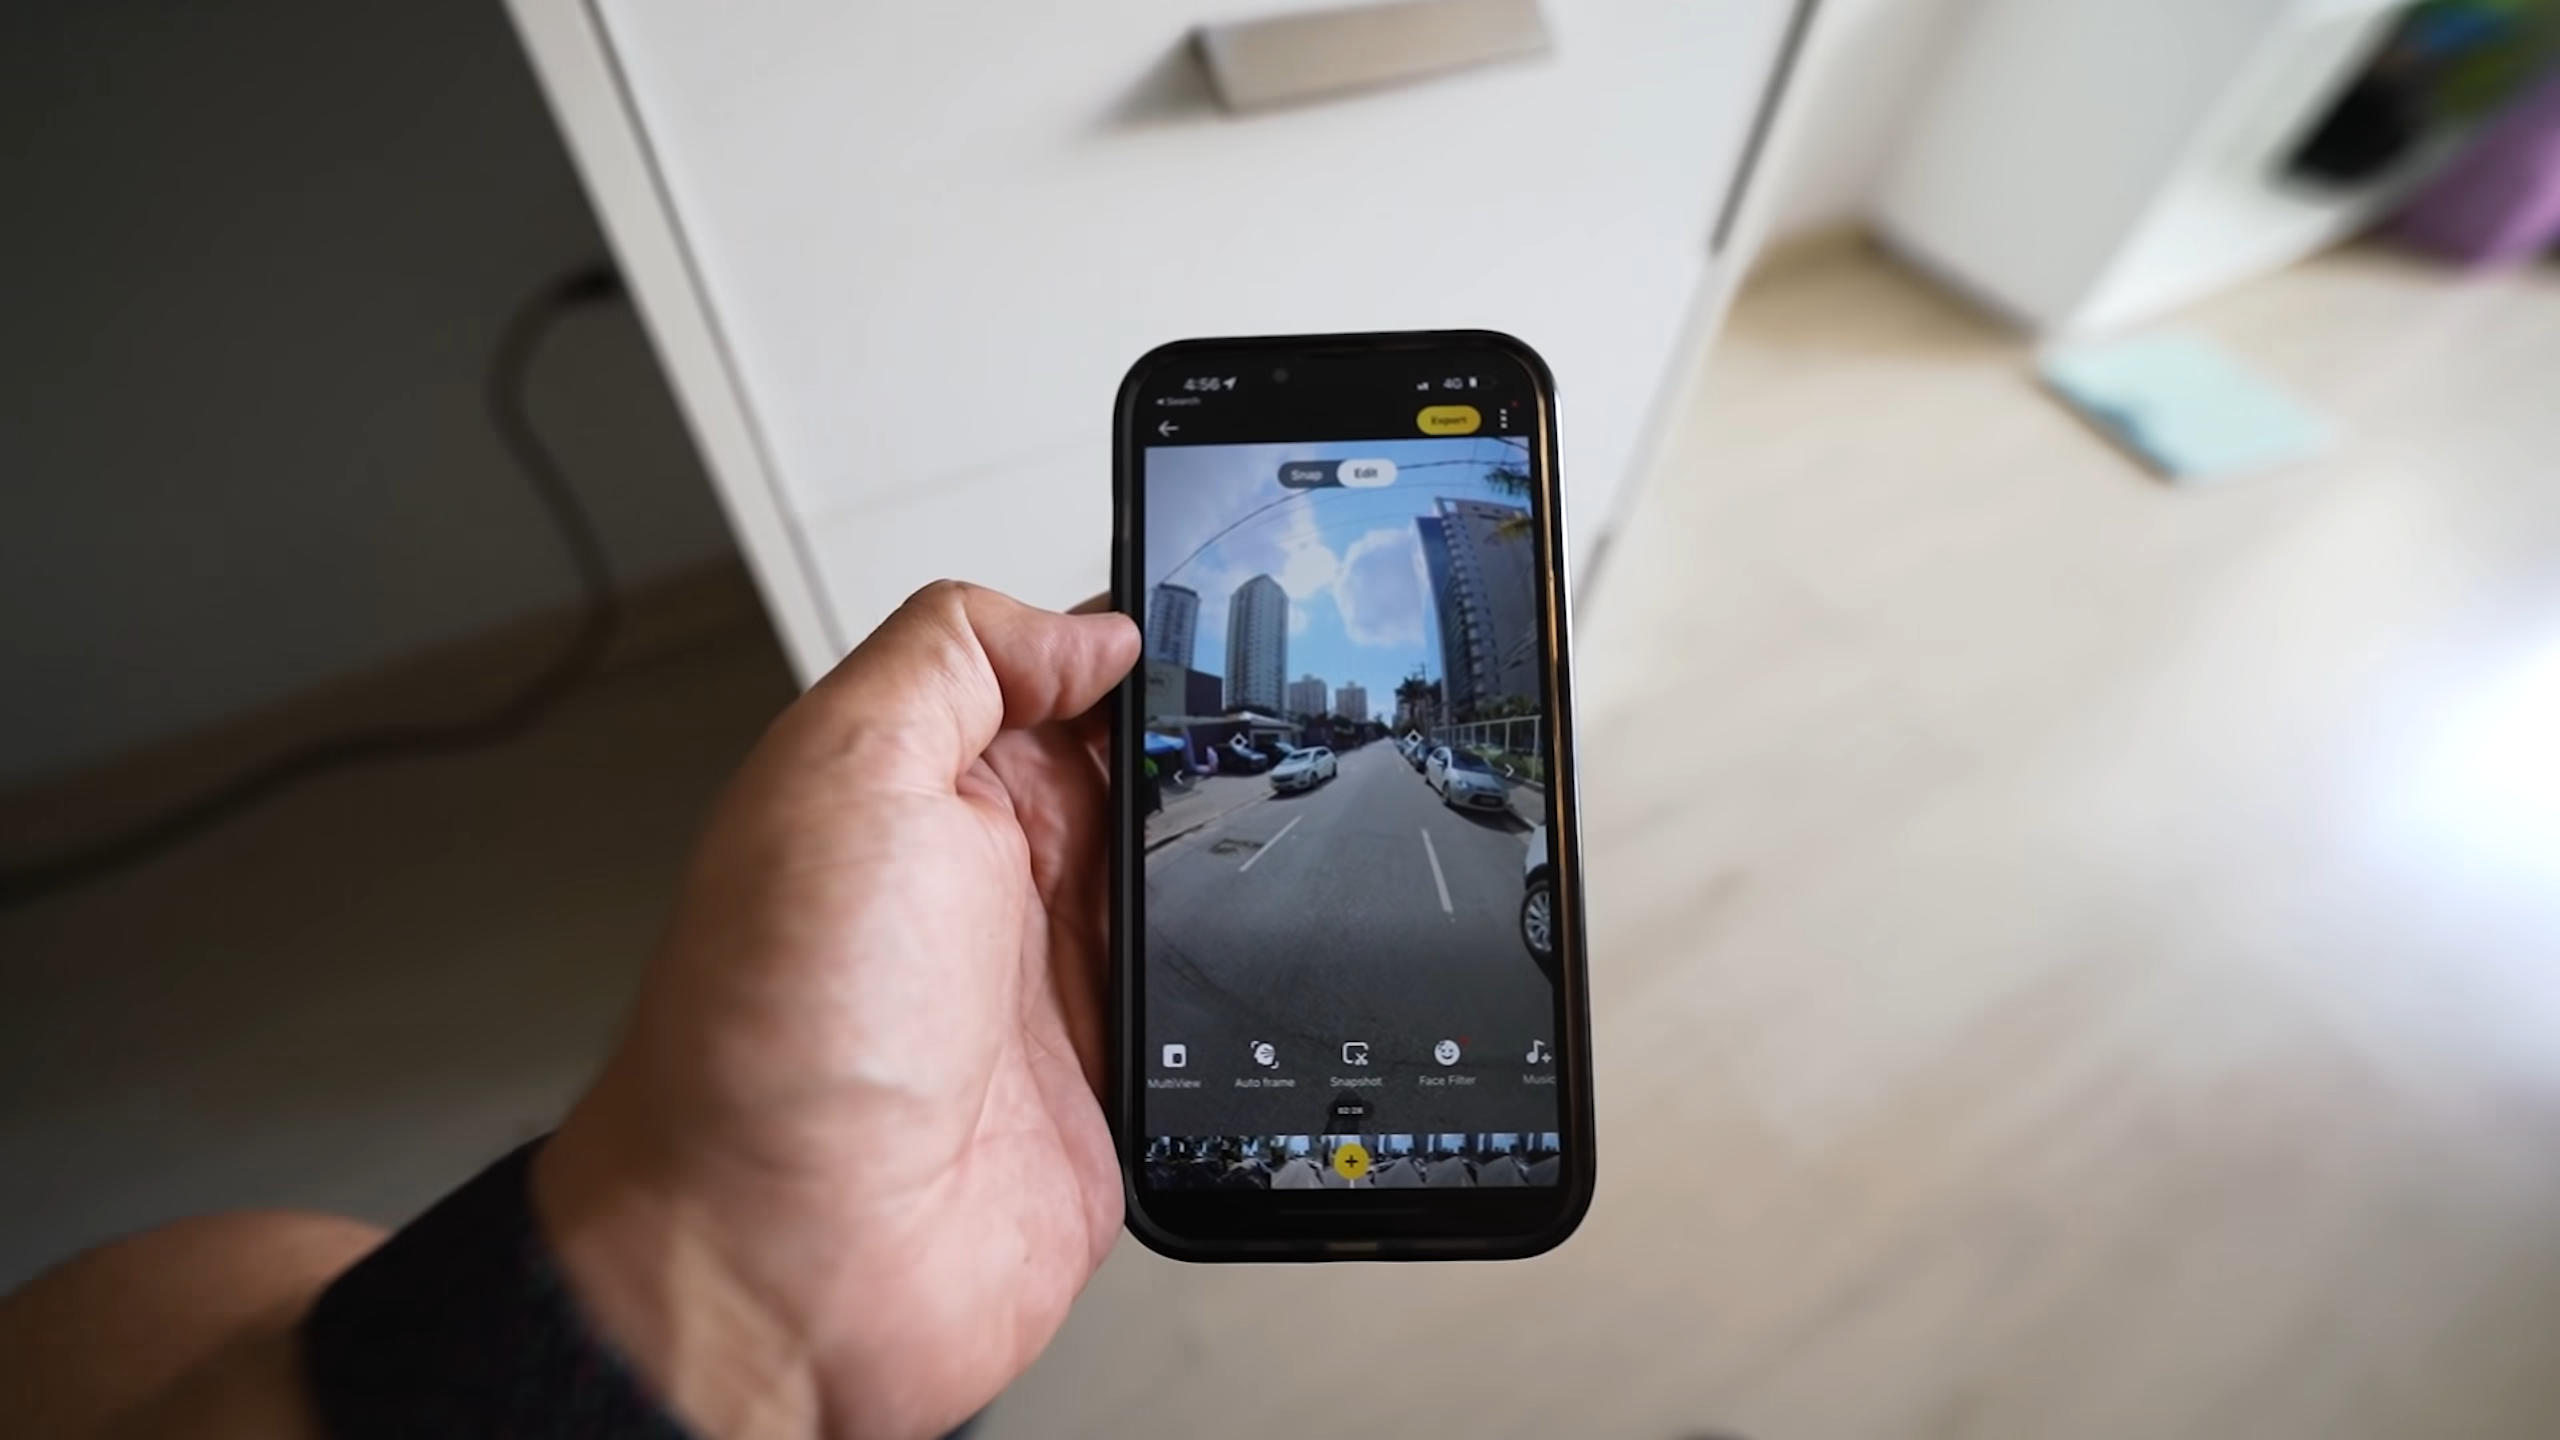 4:56
4G
Search
Export
Snap
Edit
MultiView
Auto frame
Snapshot
Face Filter
Music